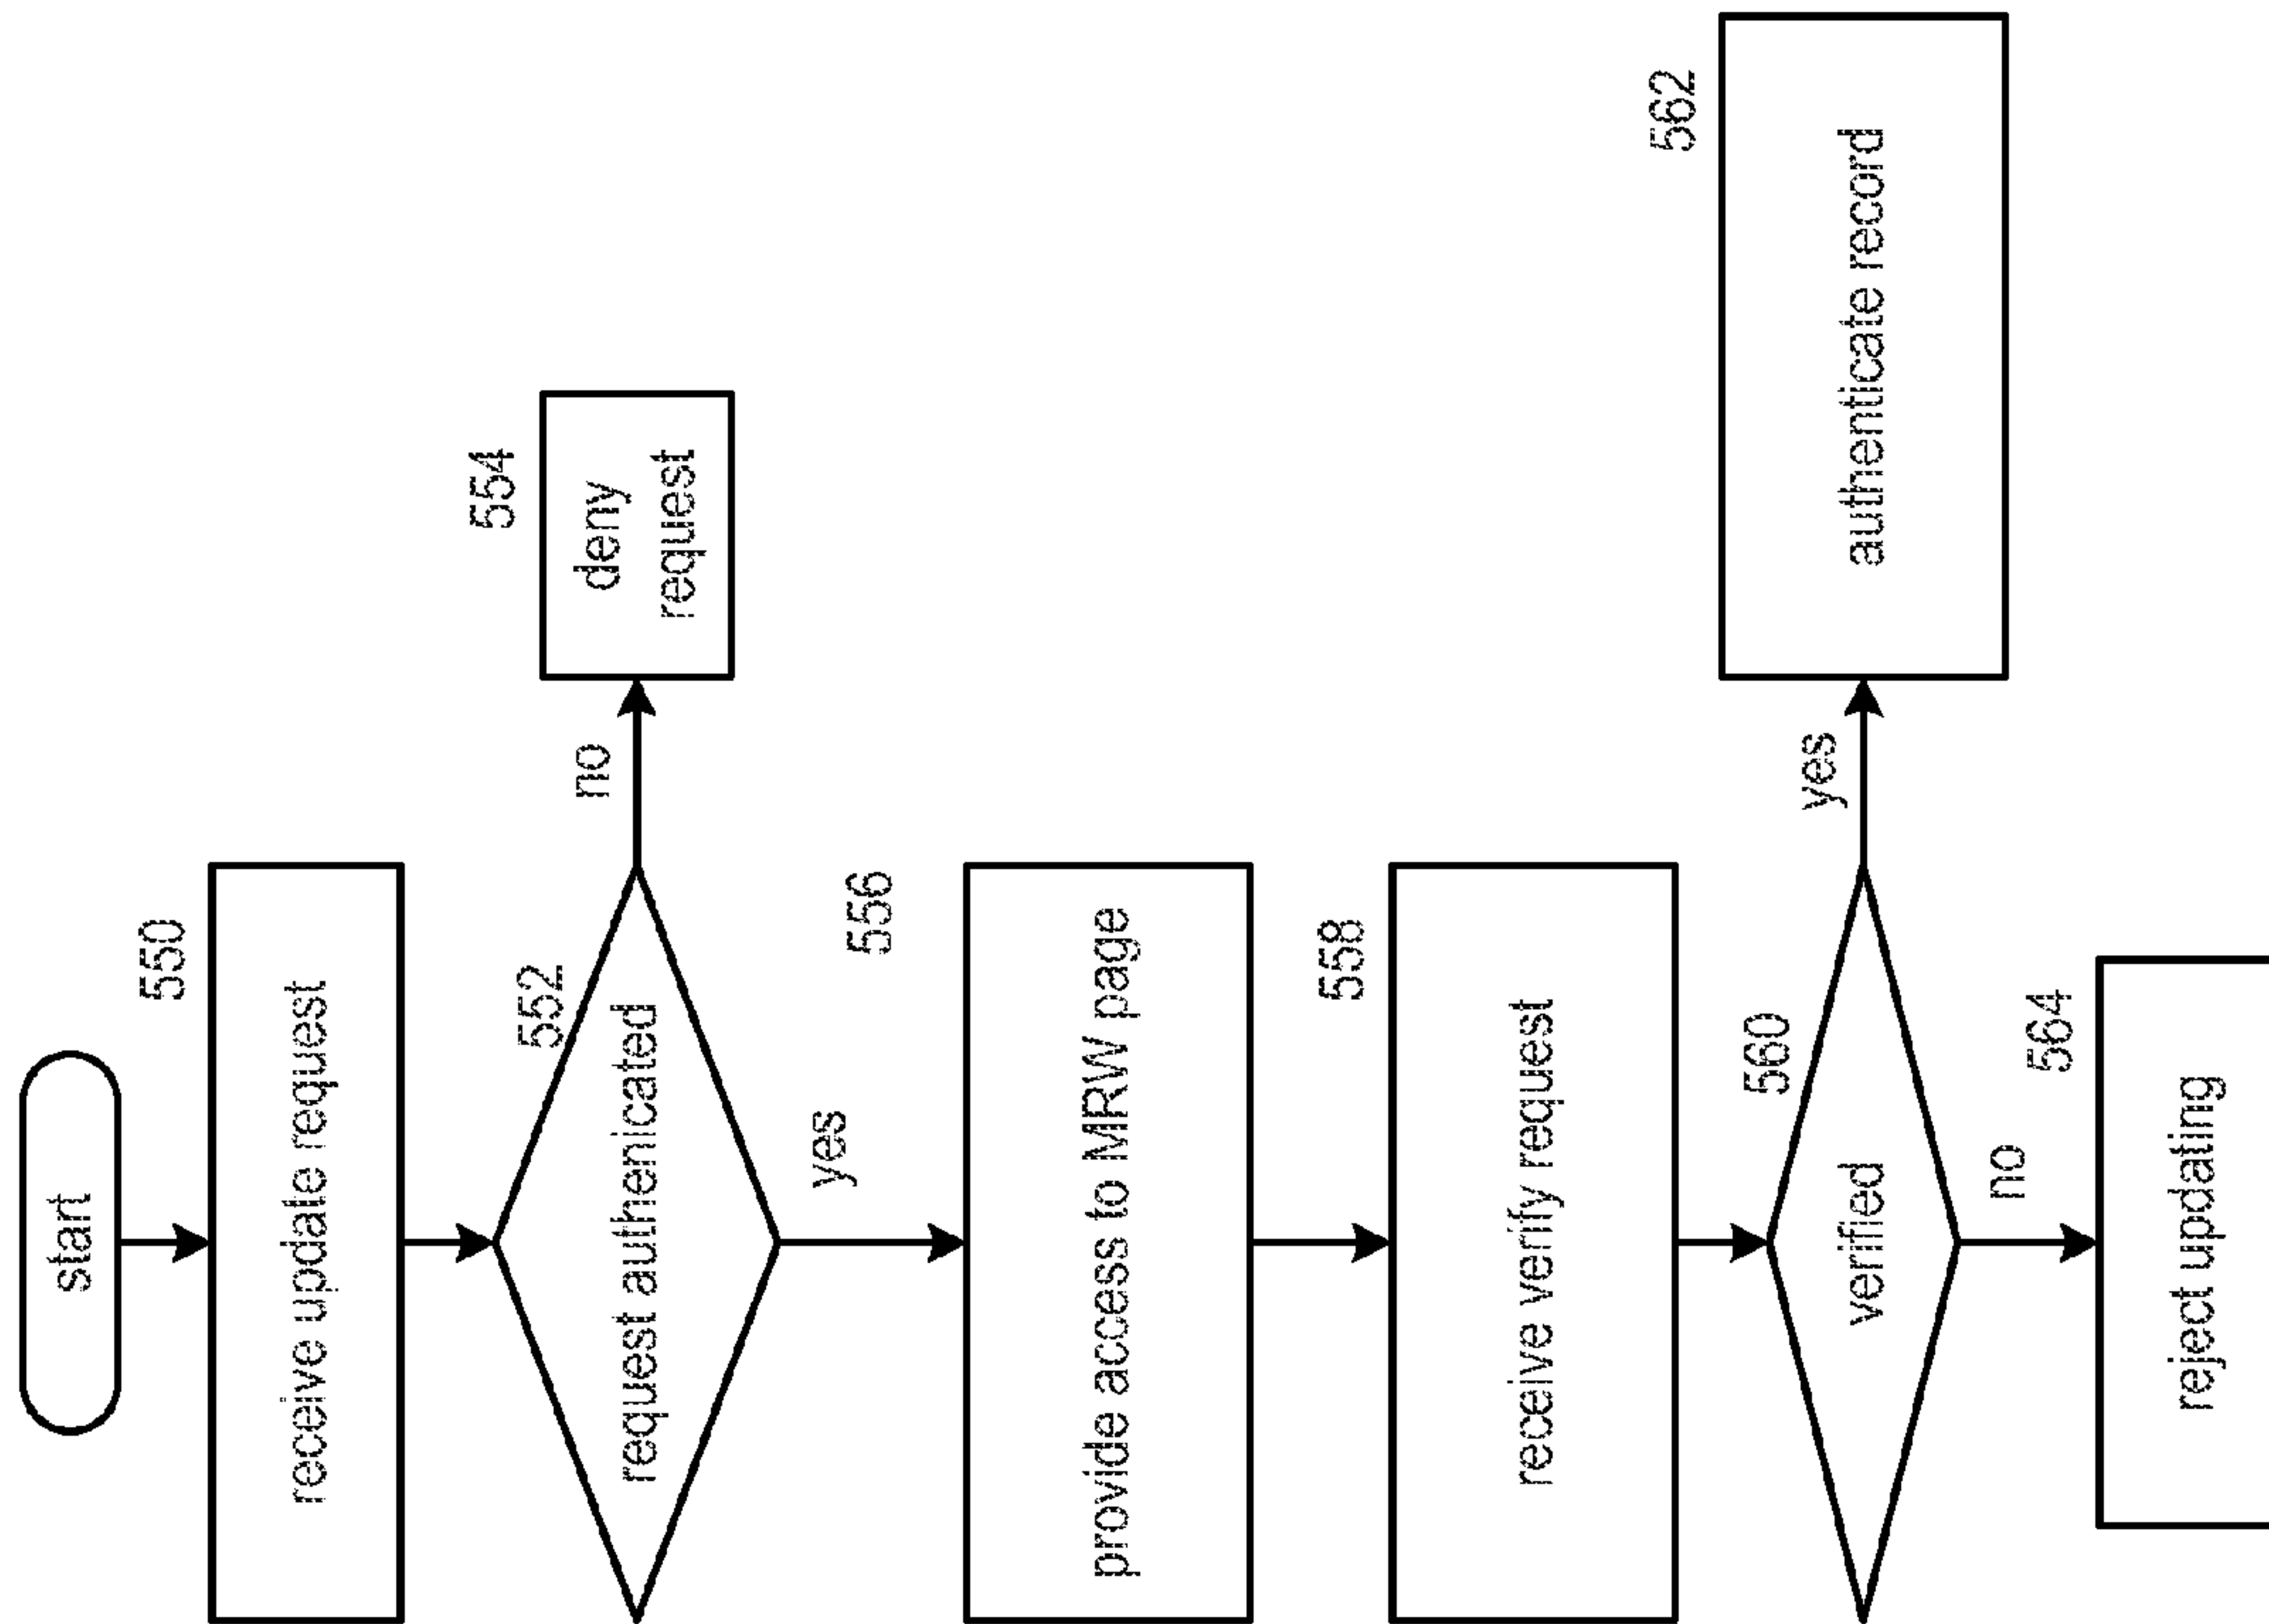 start
550
receive update request
552
request authenicated
no
554
deny
request
yes
556
provide access to MRW page
558
receive verify request
560
verified
yes
562
authenticate record
no
564
reject updating